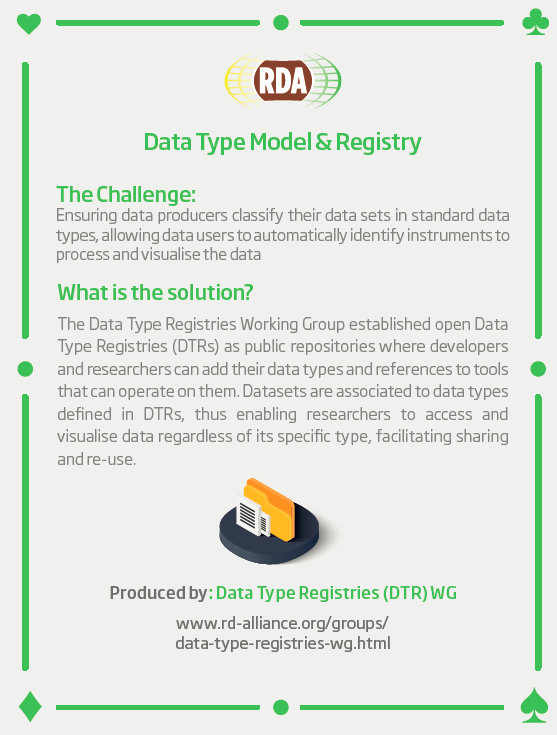 RDA
Data Type Model & Registry
The Challenge:
Ensuring data producers classify their data sets in standard data
types, allowing data users to automatically identify instruments to
process and visualise the data
What is the solution?
The Data Type Registries Working Group established open Data
Type Registries (DTRs) as public repositories where developers
and researchers can add their data types and references to tools
that can operate on them. Datasets are associated to data types
defined in DTRs, thus enabling researchers to access and
visualise data regardless of its specific type, facilitating sharing
and re-use.
Produced by: Data Type Registries (DTR) WG
www.rd-alliance.org/groups/
data-type-registries-wg.html